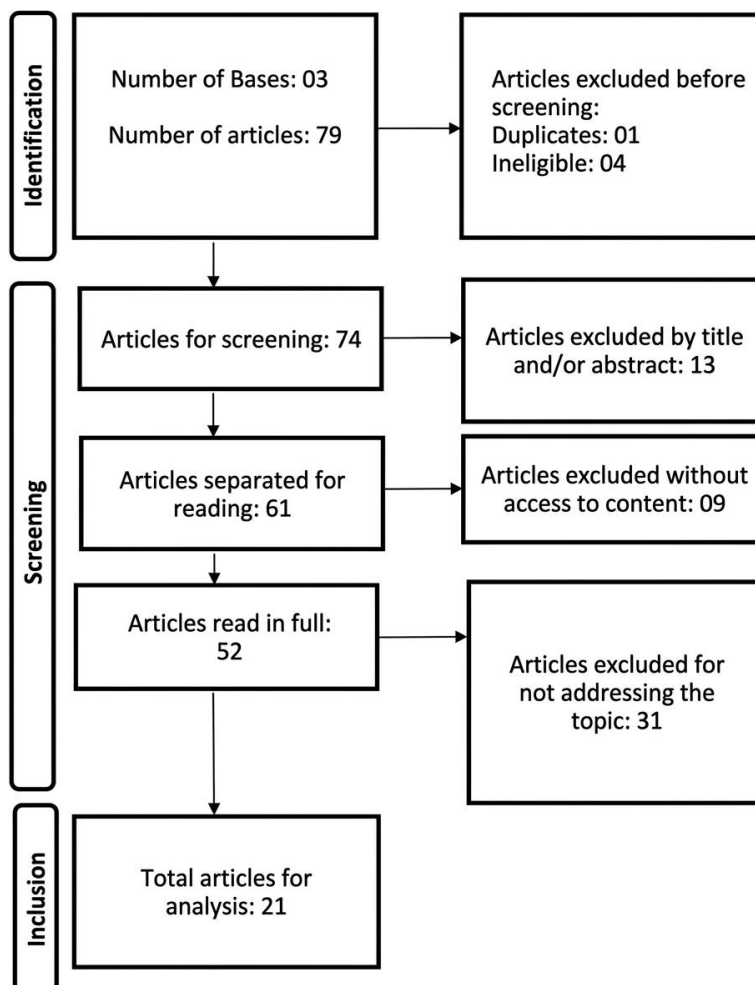 Identification
Number of Bases: 03
Number of articles: 79
Articles excluded before
screening:
Duplicates: 01
Ineligible: 04
Screening
Articles for screening: 74
Articles excluded by title
and/or abstract: 13
Articles separated for
reading: 61
Articles excluded without
access to content: 09
Articles read in full:
52
Articles excluded for
not addressing the
topic: 31
Inclusion
Total articles for
analysis: 21